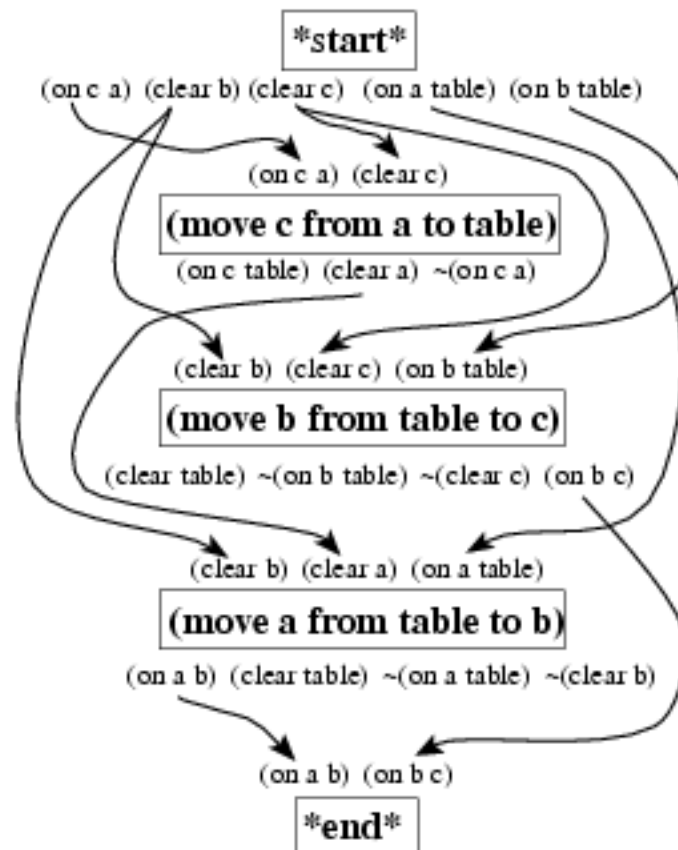 *start*
(on c a) (clear b) (clear c) (on a table) (on b table)
(on c a) (clear c)
(move c from a to table)
(on c table) (clear a) ~(on c a)
(clear b) (clear c) (on b table)
(move b from table to c)
(clear table) ~(on b table) ~(clear c) (on b c)
(clear b) (clear a) (on a table)
(move a from table to b)
(on a b) (clear table) ~(on a table) ~(clear b)
(on a b) (on b c)
*end*